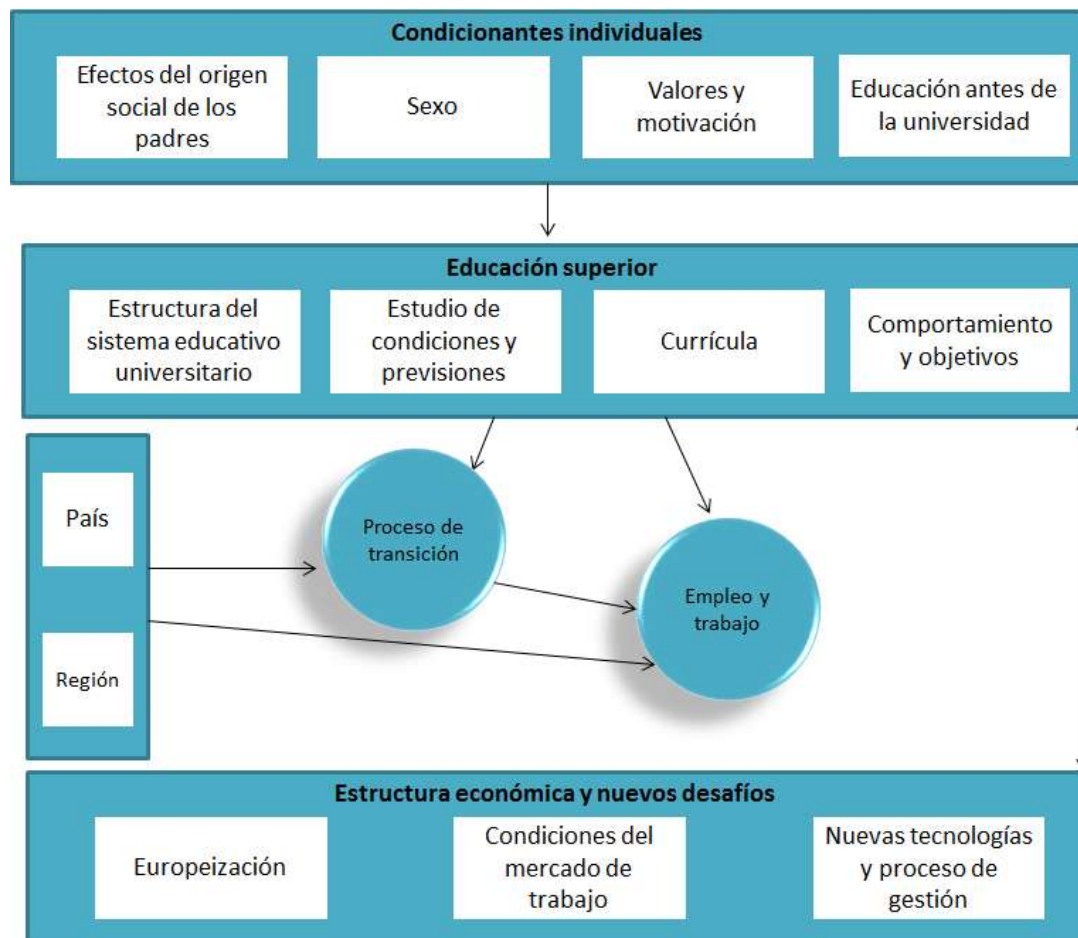 Condicionantes individuales
Efectos del origen
social de los
padres
Sexo
Valores y
motivación
Educación antes de
la universidad
Educación superior
Estructura del
sistema educativo
universitario
Estudio de
condiciones y
previsiones
Currícula
Comportamiento
y objetivos
País
Región
Proceso de
transición
Empleo y
trabajo
Estructura económica y nuevos desafíos
Europeización
Condiciones del
mercado de
trabajo
Nuevas tecnologías
y proceso de
gestión